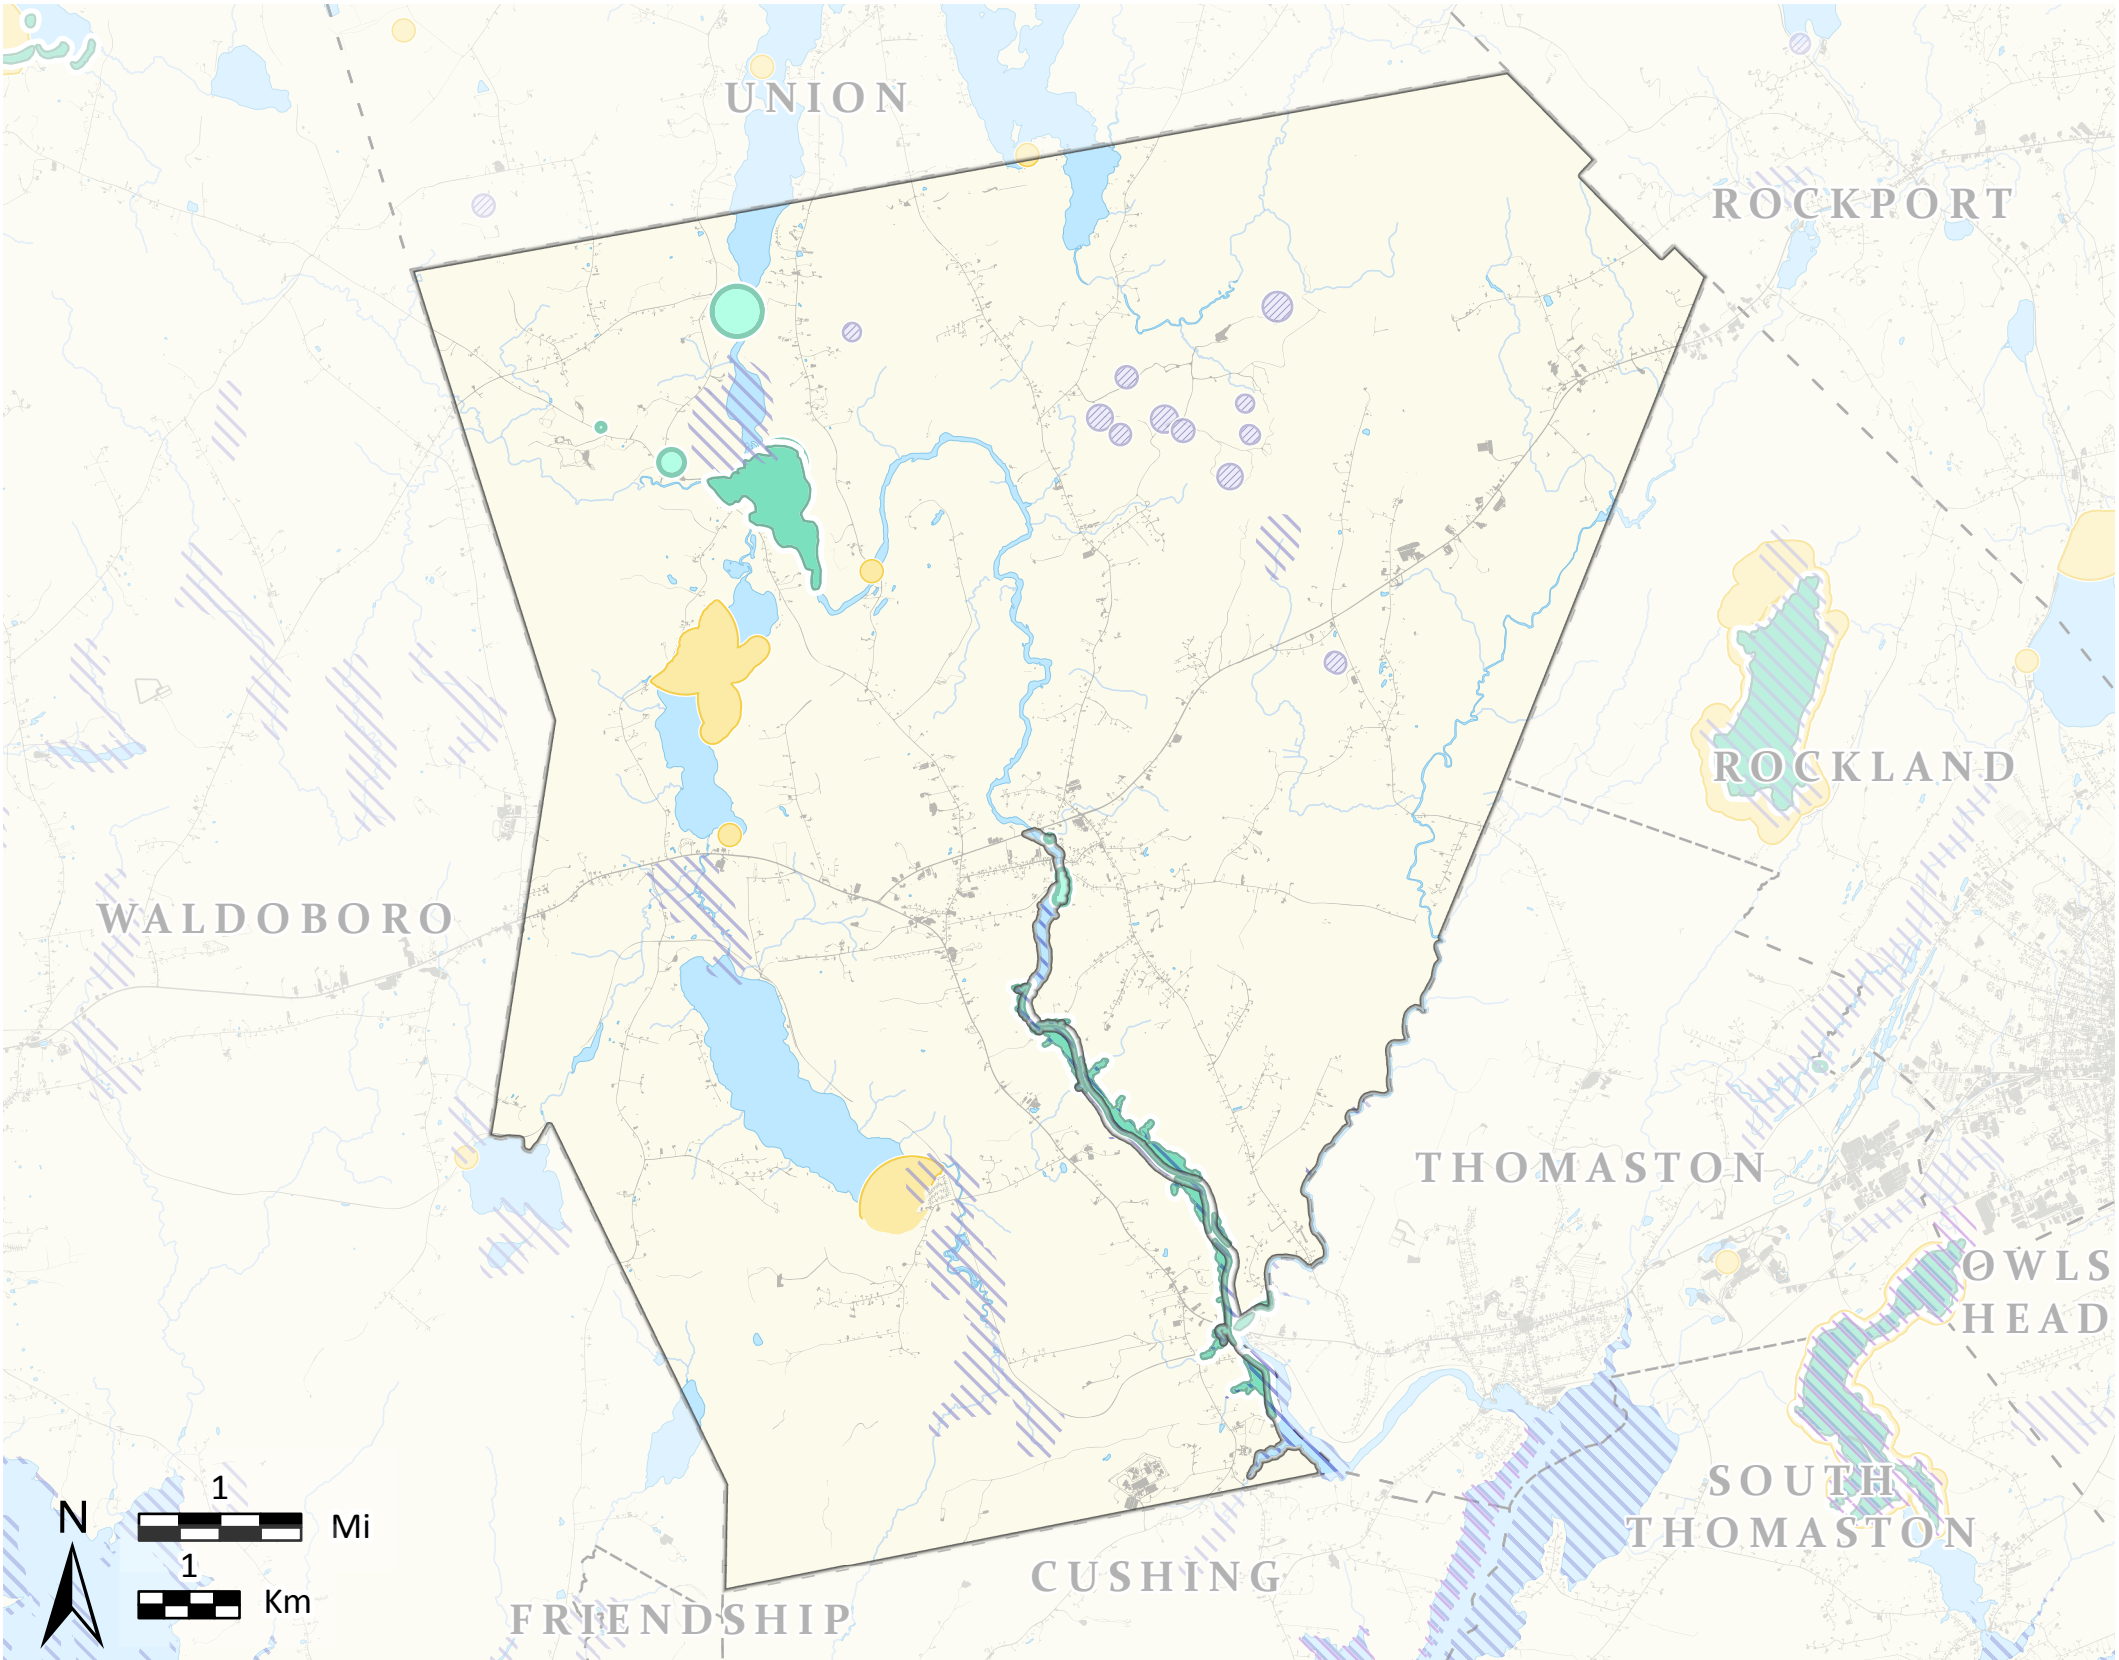 UNION
ROCKPORT
ROCKLAND
WALDOBORO
THOMASTON
OWLS
HEAD
SOUTH
THOMASTON
CUSHING
FRIENDSHIP
N
1
Mi
1
Km